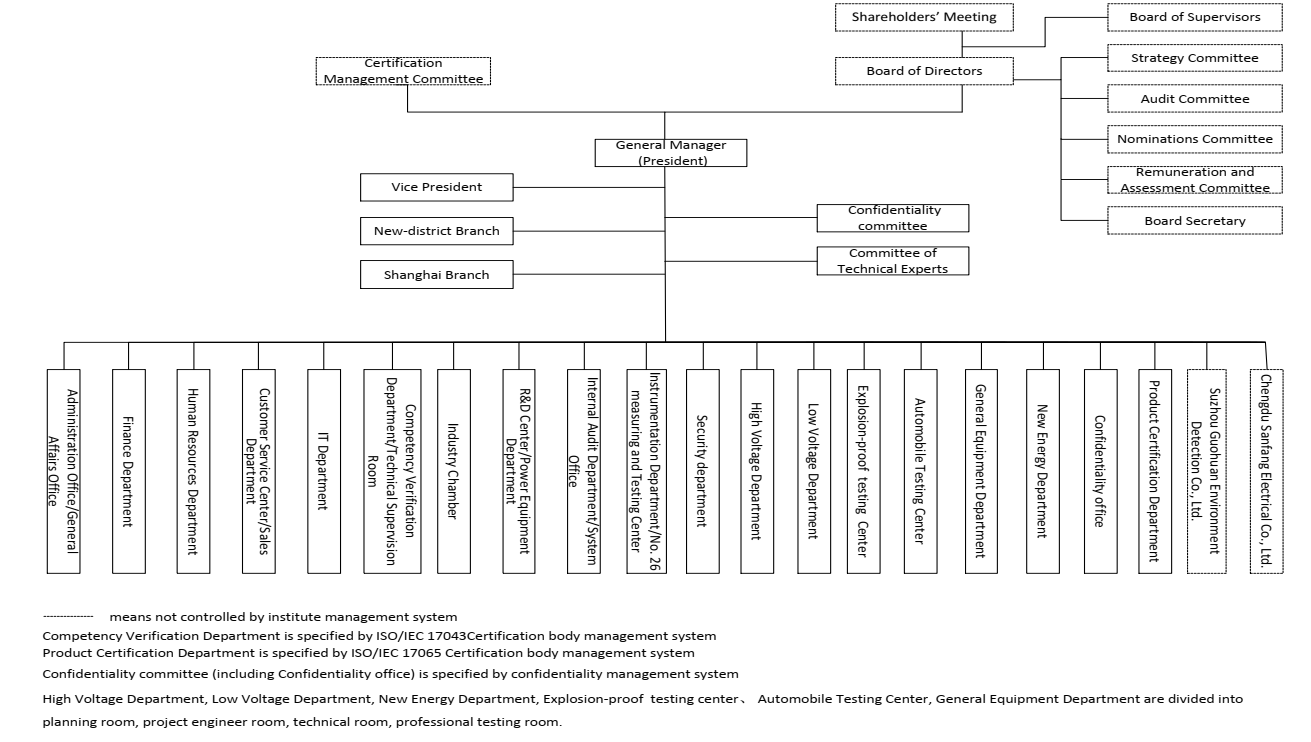 Shareholders’ Meeting
Board of Supervisors
Certification
Management Committee
Board of Directors
Strategy Committee
Audit Committee
Nominations Committee
Remuneration and
Assessment Committee
Board Secretary
General Manager
(President)
Vice President
New-district Branch
Shanghai Branch
Confidentiality
committee
Committee of
Technical Experts
Administration Office/General
Affairs Office
Finance Department
Human Resources Department
Customer Service Center/Sales
Department
IT Department
Competency Verification
Department/Technical Supervision
Room
Industry Chamber
R&D Center/Power Equipment
Department
Internal Audit Department/System
Office
Instrumentation Department/No. 26
measuring and Testing Center
Security department
High Voltage Department
Low Voltage Department
Explosion-proof testing Center
Automobile Testing Center
General Equipment Department
New Energy Department
Confidentiality office
Product Certification Department
Suzhou Guohuan Environment
Detection Co., Ltd.
Chengdu Sanfang Electrical Co., Ltd.
--------------- means not controlled by institute management system
Competency Verification Department is specified by ISO/IEC 17043Certification body management system
Product Certification Department is specified by ISO/IEC 17065 Certification body management system
Confidentiality committee (including Confidentiality office) is specified by confidentiality management system
High Voltage Department, Low Voltage Department, New Energy Department, Explosion-proof testing center、 Automobile Testing Center, General Equipment Department are divided into
planning room, project engineer room, technical room, professional testing room.